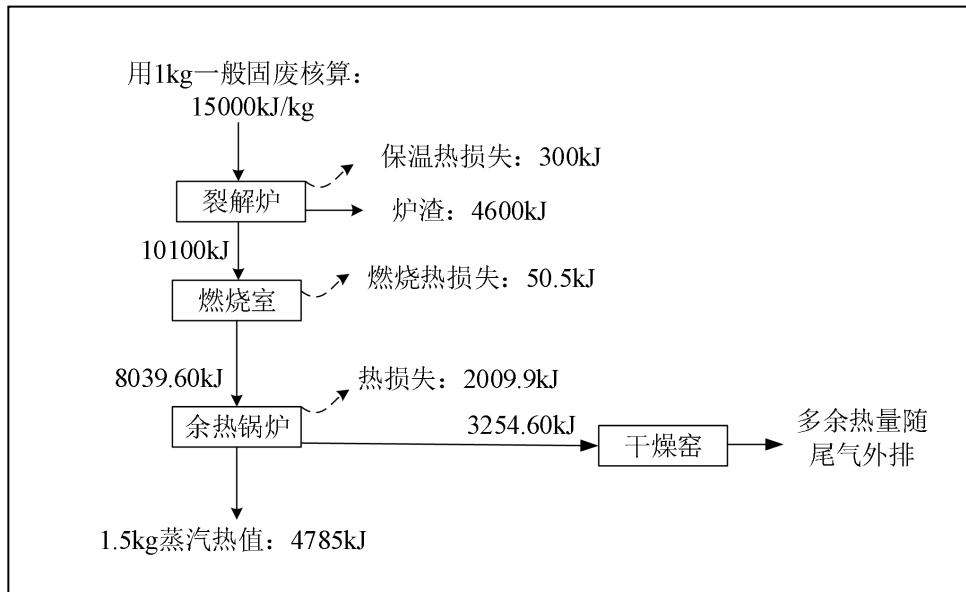 用1kg一般固废核算：
15000kJ/kg
保温热损失：300kJ
裂解炉
炉渣：4600kJ
10100kJ
燃烧热损失：50.5kJ
燃烧室
8039.60kJ
热损失：2009.9kJ
余热锅炉
3254.60kJ
干燥窑
多余热量随
尾气外排
1.5kg蒸汽热值：4785kJ